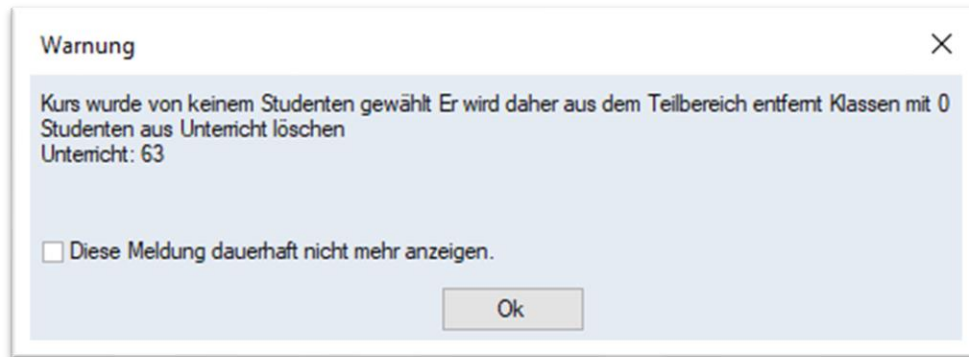 Warnung
Kurs wurde von keinem Studenten gewählt Er wird daher aus dem Teilbereich entfernt Klassen mit 0
Studenten aus Unterricht löschen
Unterricht: 63
Diese Meldung dauerhaft nicht mehr anzeigen.
Ok